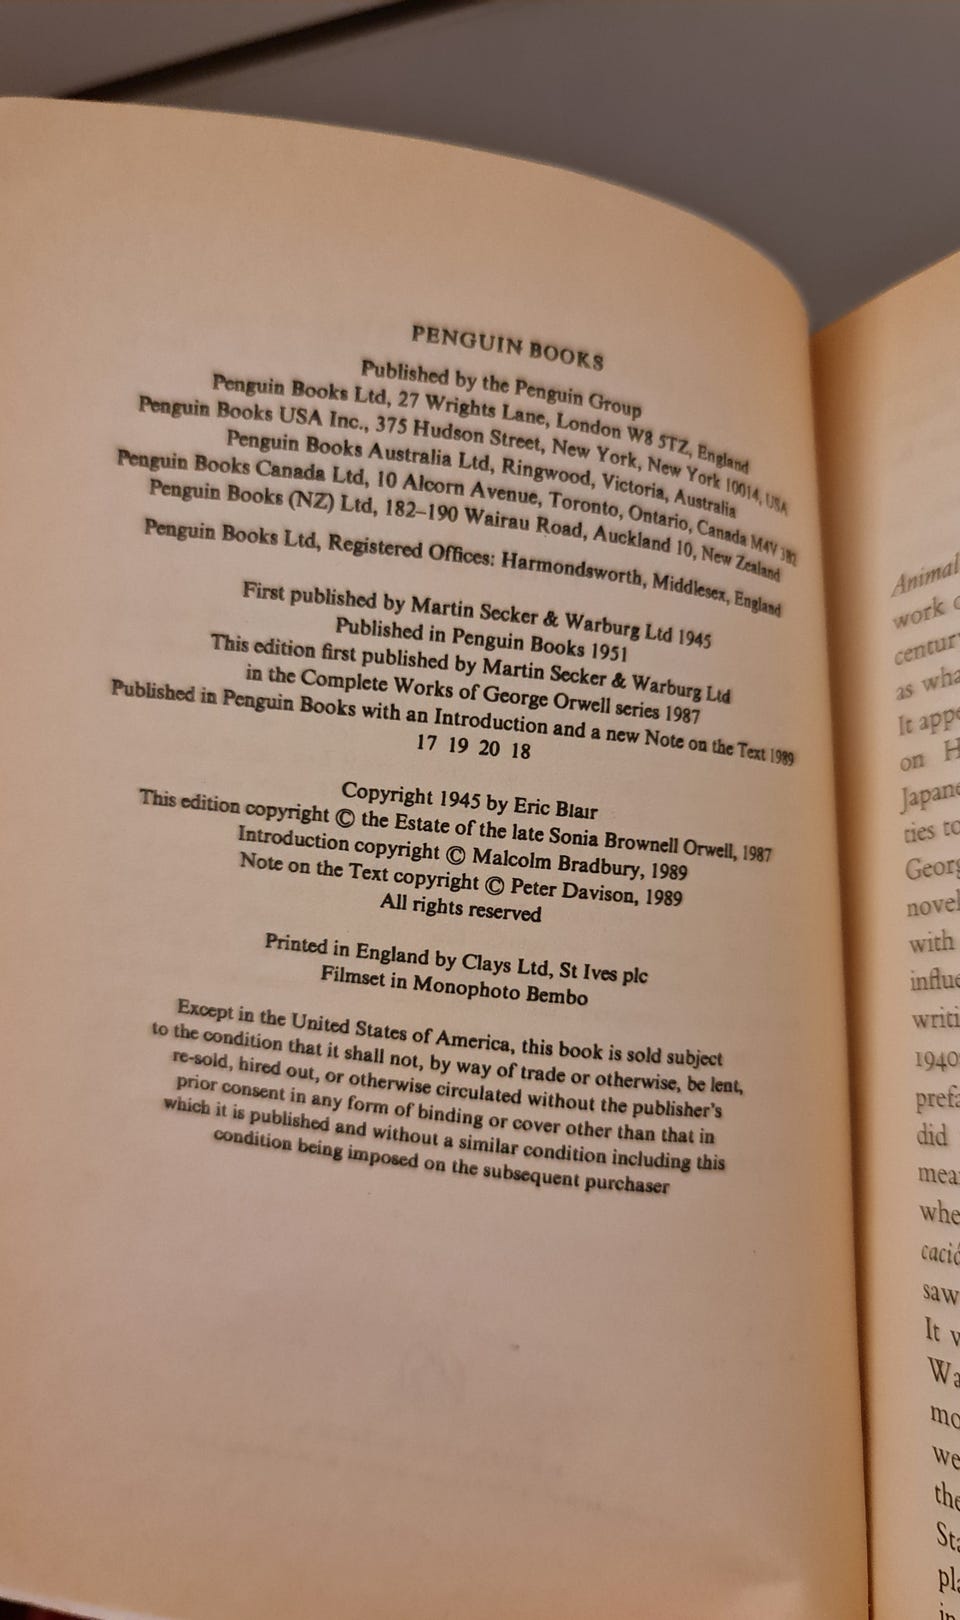 PENGUIN BOOKS
Published by the Penguin Group
Penguin Books Ltd, 27 Wrights Lane, London W8 5TZ, England
Penguin Books USA Inc., 375 Hudson Street, New York, New York 10014, USA
Penguin Books Australia Ltd, Ringwood, Victoria, Australia
Penguin Books Canada Ltd, 10 Alcorn Avenue, Toronto, Ontario, Canada M4V 3B2
Penguin Books (NZ) Ltd, 182–190 Wairau Road, Auckland 10, New Zealand
Penguin Books Ltd, Registered Offices: Harmondsworth, Middlesex, England
First published by Martin Secker & Warburg Ltd 1945
Published in Penguin Books 1951
This edition first published by Martin Secker & Warburg Ltd
in the Complete Works of George Orwell series 1987
Published in Penguin Books with an Introduction and a new Note on the Text 1989
17 19 20 18
Copyright 1945 by Eric Blair
This edition copyright © the Estate of the late Sonia Brownell Orwell, 1987
Introduction copyright © Malcolm Bradbury, 1989
Note on the Text copyright © Peter Davison, 1989
All rights reserved
Printed in England by Clays Ltd, St Ives plc
Filmset in Monophoto Bembo
Except in the United States of America, this book is sold subject
to the condition that it shall not, by way of trade or otherwise, be lent,
re-sold, hired out, or otherwise circulated without the publisher's
prior consent in any form of binding or cover other than that in
which it is published and without a similar condition including this
condition being imposed on the subsequent purchaser
Animal
work
century
as
It
on H
ties to
novel
with
1940
did
saw
It